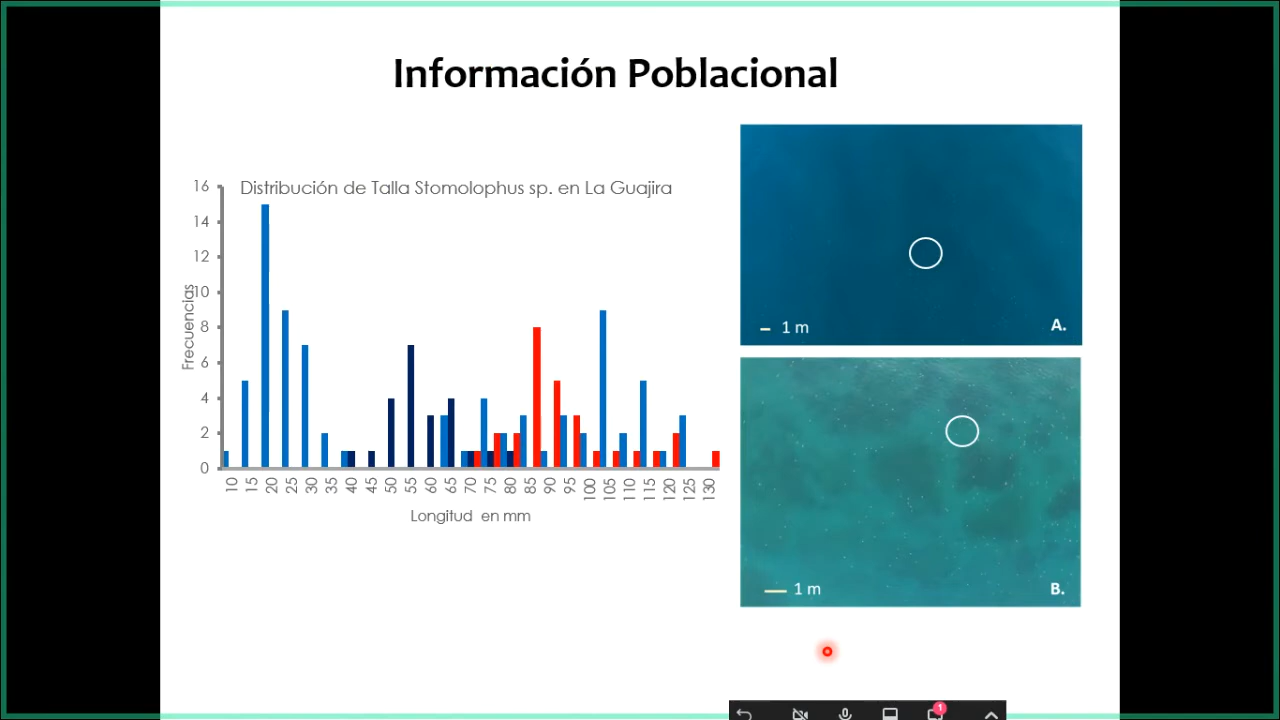 Información Poblacional
Distribución de Talla Stomolophus sp. en La Guajira
Frecuencias
16
14
12
10
8
6
4
2
0
10 15 20 25 30 35 40 45 50 55 60 65 70 75 80 85 90 95 100 105 110 115 120 125 130
Longitud en mm
1 m
A.
1 m
B.
1